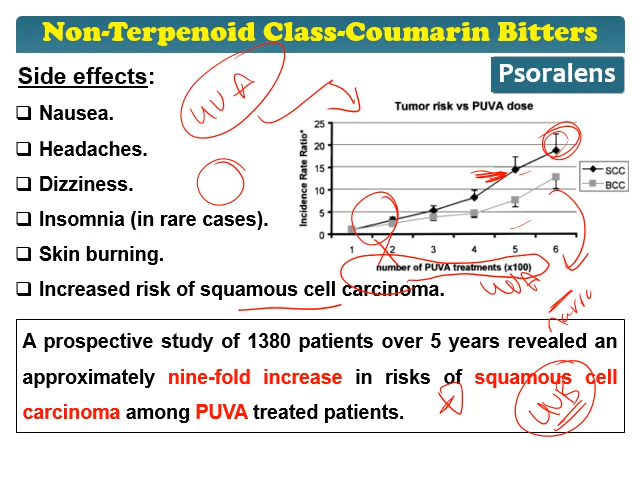 Non-Terpenoid Class-Coumarin Bitters
Side effects:
Psoralens
❑ Nausea.
❑ Headaches.
❑ Dizziness.
❑ Insomnia (in rare cases).
❑ Skin burning.
❑ Increased risk of squamous cell carcinoma.
UVA
Tumor risk vs PUVA dose
Incidence Rate Ratio*
25
20
15
10
5
0
1 2 3 4 5 6
number of PUVA treatments (x100)
SCC
BCC
UVA
A prospective study of 1380 patients over 5 years revealed an
approximately nine-fold increase in risks of squamous cell
carcinoma among PUVA treated patients.
UVB